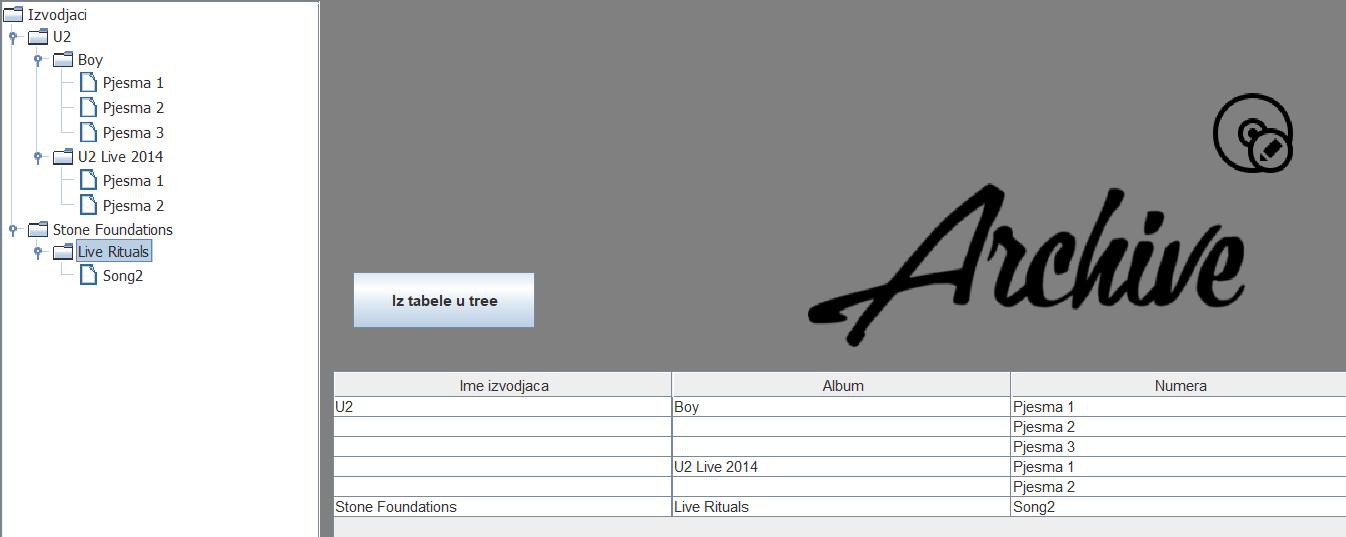 Izvodjaci
U2
Boy
Pjesma 1
Pjesma 2
Pjesma 3
U2 Live 2014
Pjesma 1
Pjesma 2
Stone Foundations
Live Rituals
Song2
Archive
Iz tabele u tree
Ime izvodjaca Album Numera
U2 Boy Pjesma 1
Pjesma 2
Pjesma 3
U2 Live 2014 Pjesma 1
Pjesma 2
Stone Foundations Live Rituals Song2